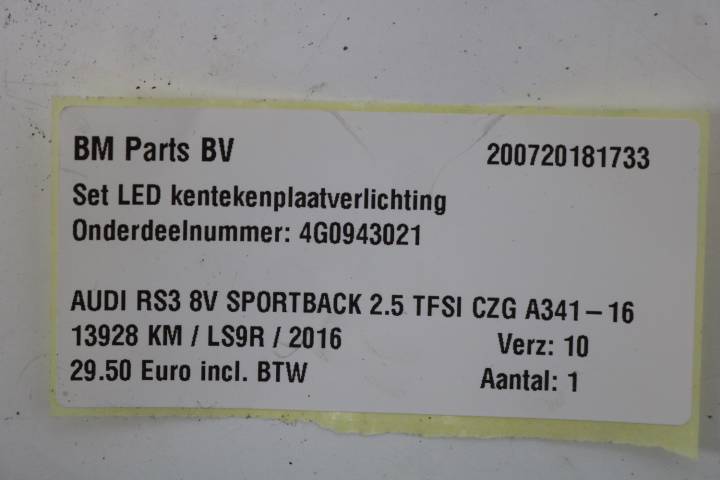 BM Parts BV 200720181733
Set LED kentekenplaatverlichting
Onderdeelnummer: 4G0943021
AUDI RS3 8V SPORTBACK 2.5 TFSI CZG A341-16
13928 KM / LS9R / 2016 Verz: 10
29.50 Euro incl. BTW Aantal: 1